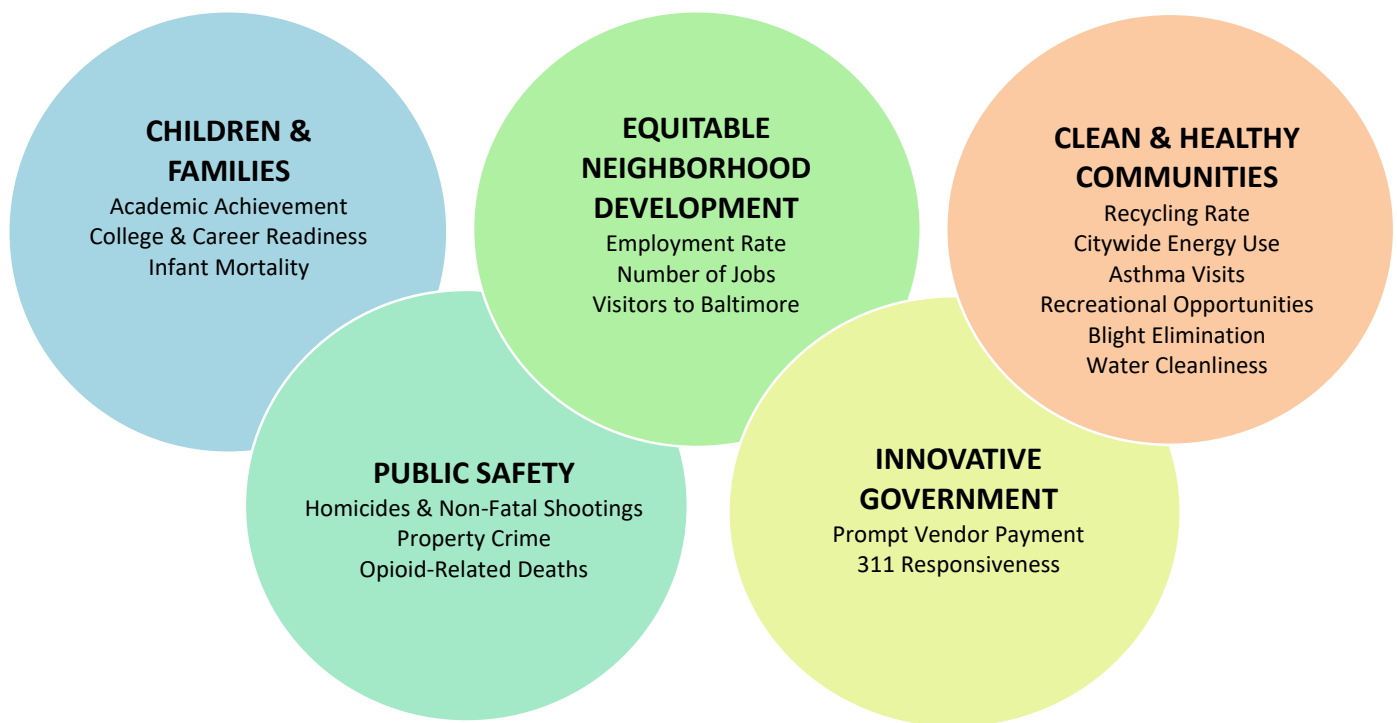 CHILDREN &
FAMILIES
Academic Achievement
College & Career Readiness
Infant Mortality
EQUITABLE
NEIGHBORHOOD
DEVELOPMENT
Employment Rate
Number of Jobs
Visitors to Baltimore
CLEAN & HEALTHY
COMMUNITIES
Recycling Rate
Citywide Energy Use
Asthma Visits
Recreational Opportunities
Blight Elimination
Water Cleanliness
PUBLIC SAFETY
Homicides & Non-Fatal Shootings
Property Crime
Opioid-Related Deaths
INNOVATIVE
GOVERNMENT
Prompt Vendor Payment
311 Responsiveness